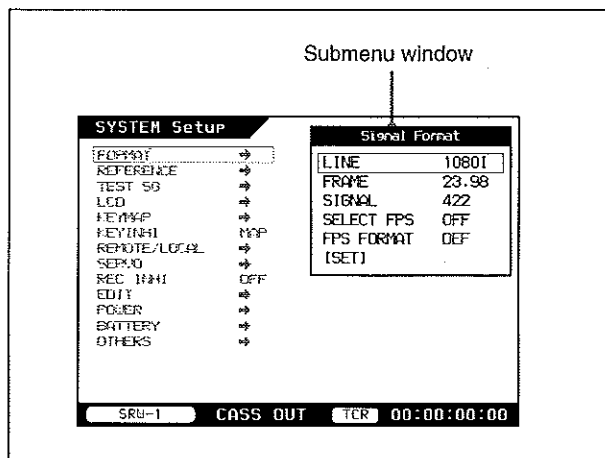 Submenu window
SYSTEM Setup
FORMAT ➔
REFERENCE ➔
TEST SG ➔
LCD ➔
KEYMAP ➔
KEYINHI MAP
REMOTE/LOCAL ➔
SERVO ➔
REC INHI OFF
EDIT ➔
POWER ➔
BATTERY ➔
OTHERS ➔
Signal Format
LINE 1080I
FRAME 23.98
SIGNAL 422
SELECT FPS OFF
FPS FORMAT DEF
[SET]
SRW-1 CASS OUT TCR 00:00:00:00